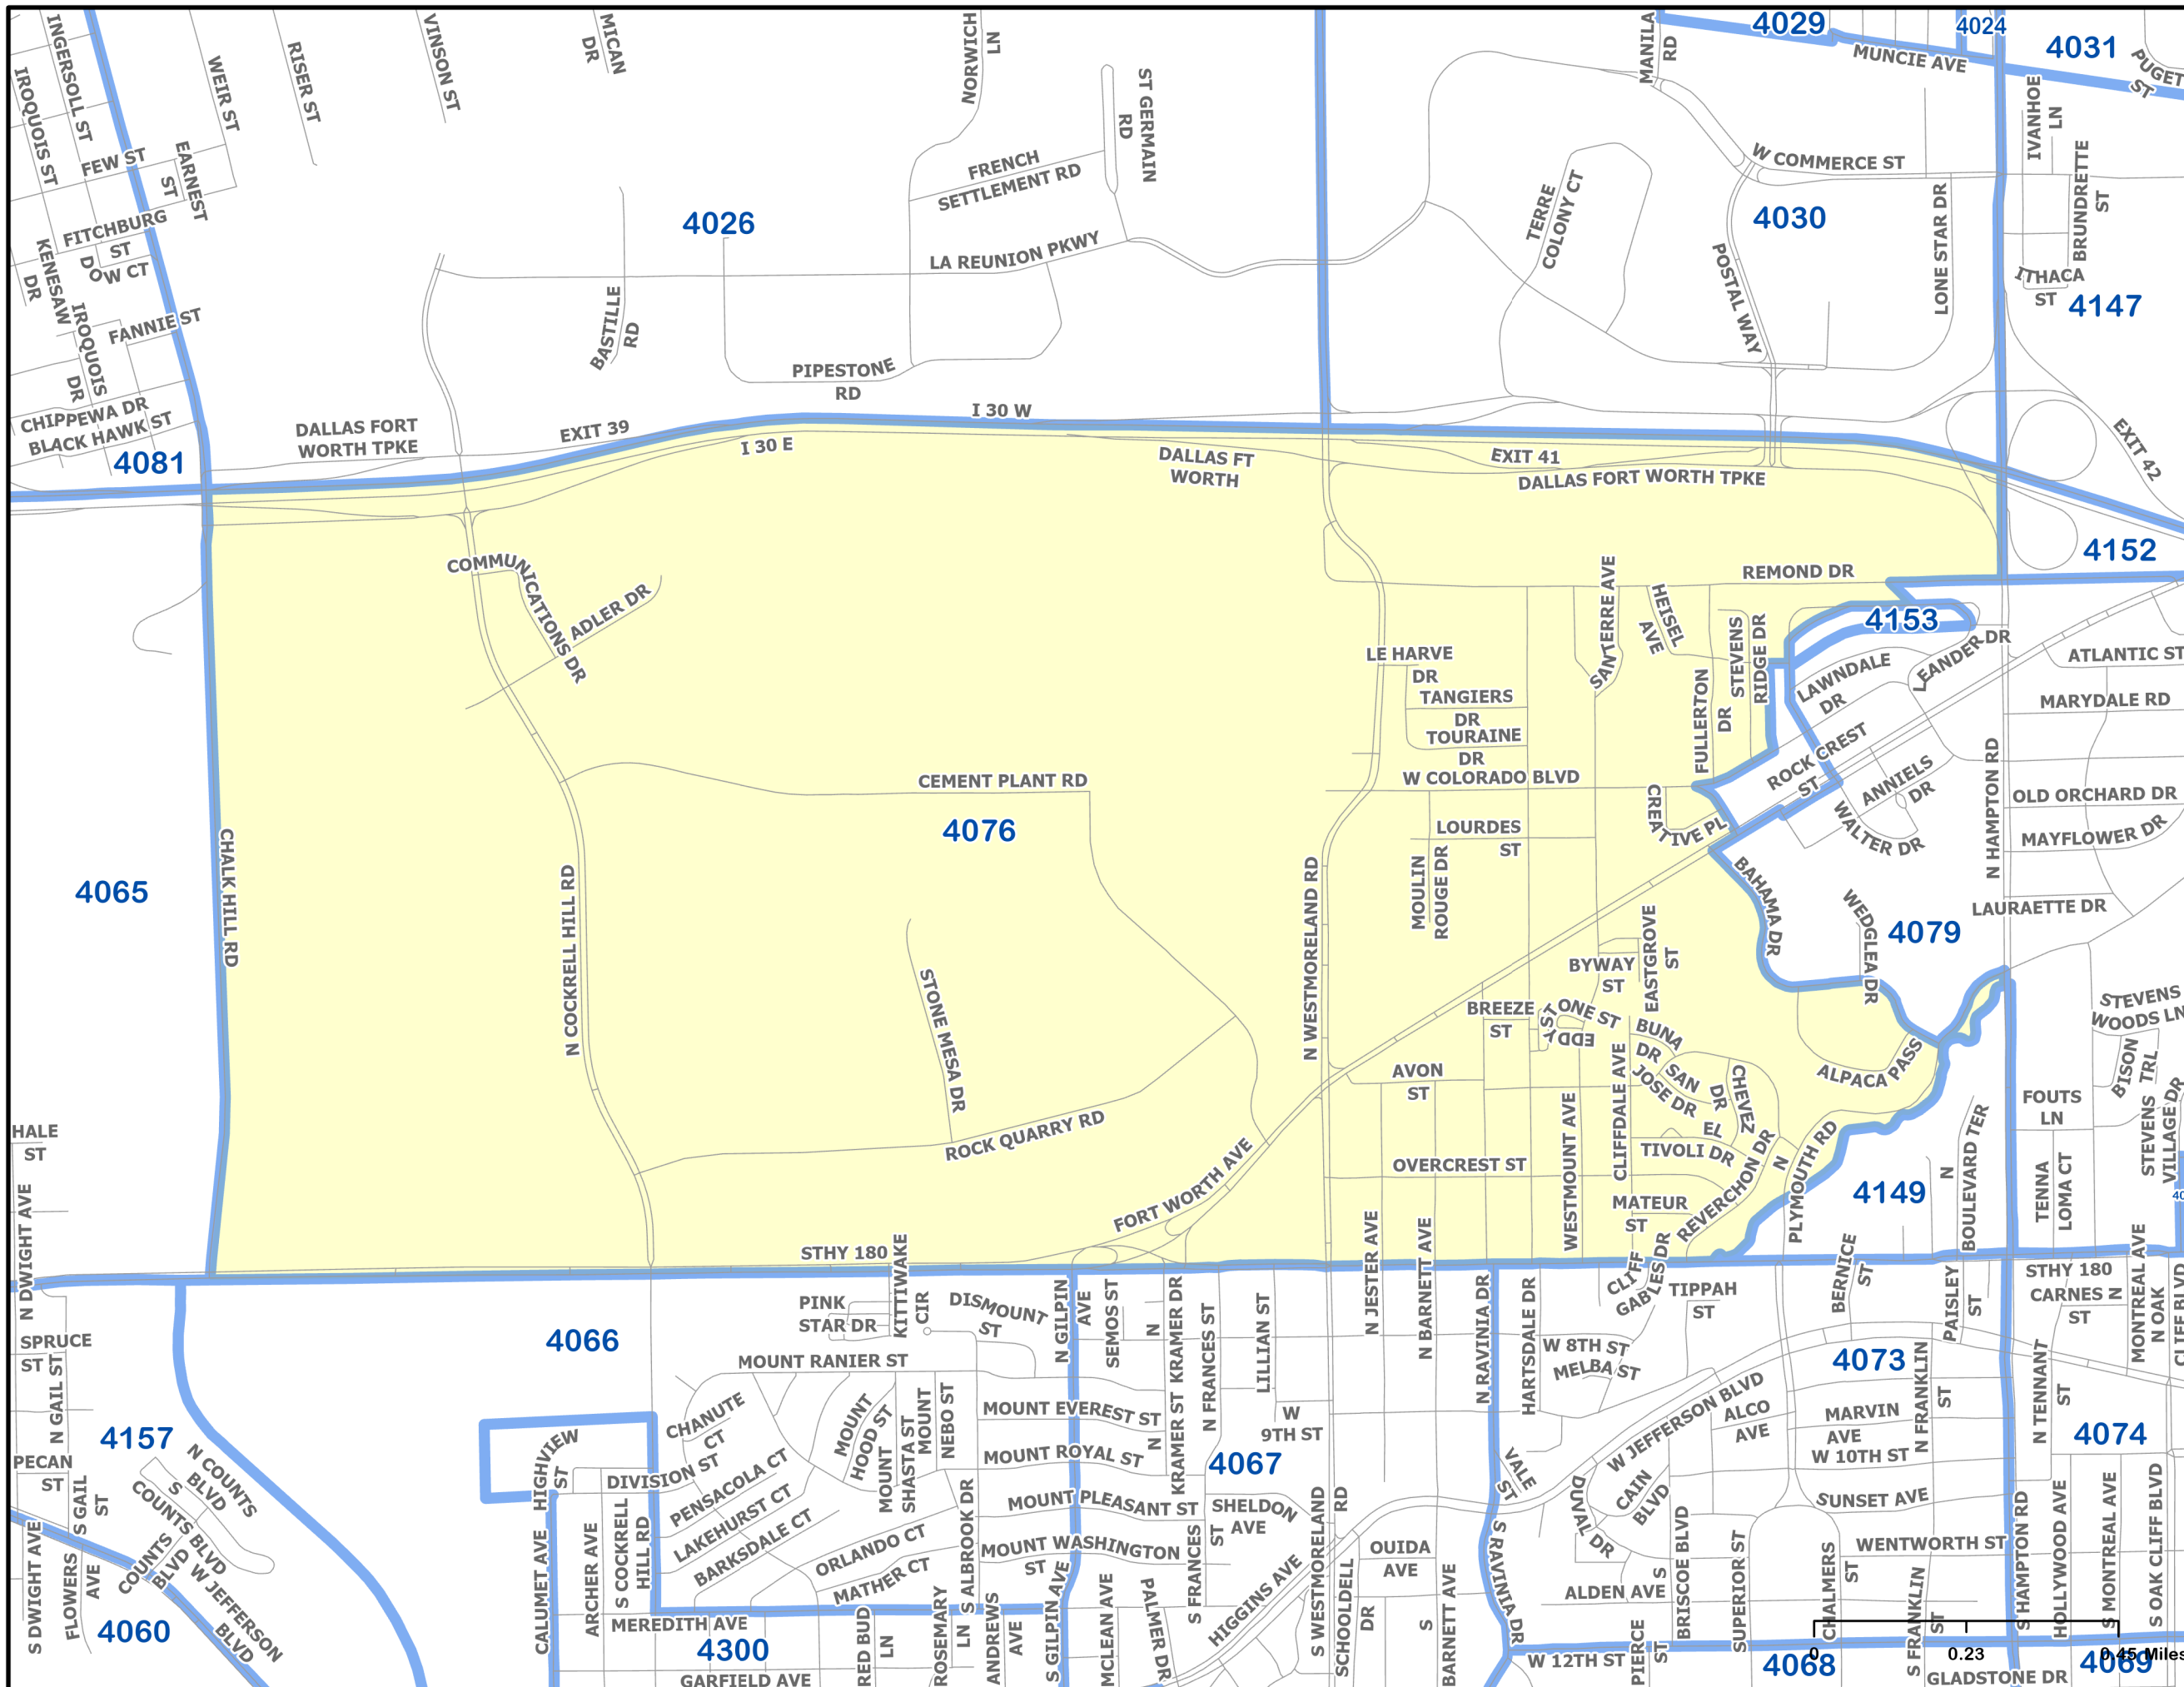 INGERSOLL ST
IROQUOIS ST
WEIR ST
RISER ST
VINSON ST
MICAN
DR
NORWICH
LN
ST GERMAIN
RD
MANILA
RD
4029
4024
4031
MUNCIE AVE
PUGET
ST
FEW ST
EARNEST
ST
FRENCH
SETTLEMENT RD
W COMMERCE ST
IVANHOE
LN
BRUNDRETTE
ST
FITCHBURG
ST
DOW CT
4026
TERRE
COLONY CT
4030
LONE STAR DR
KENESAW
DR
LA REUNION PKWY
POSTAL WAY
ITHACA
ST
4147
IROQUOIS
DR
FANNIE ST
BASTILLE
RD
PIPESTONE
RD
CHIPPEWA DR
BLACK HAWK ST
4081
DALLAS FORT
WORTH TPKE
EXIT 39
I 30 W
I 30 E
DALLAS FT
WORTH
EXIT 41
DALLAS FORT WORTH TPKE
EXIT 42
4152
COMMUNICATIONS DR
ADLER DR
SANTERRE AVE
HEISEL
AVE
REMOND DR
4153
STEVENS
RIDGE DR
LE HARVE
DR
TANGIERS
DR
TOURAINE
DR
W COLORADO BLVD
FULLERTON
DR
LAWNDALE
DR
LEANDER DR
ATLANTIC ST
MARYDALE RD
ROCK CREST
ST
ANNIELS
DR
WALTER DR
N HAMPTON RD
OLD ORCHARD DR
MAYFLOWER DR
CEMENT PLANT RD
4076
LOURDES
ST
CREATIVE PL
MOULIN
ROUGE DR
CHALK HILL RD
4065
N COCKRELL HILL RD
N WESTMORELAND RD
BAHAMA DR
WEDGLEA DR
4079
LAURAETTE DR
STONE MESA DR
BYWAY
ST
EASTGROVE
ST
BREEZE
ST
EDDYSTONE ST
BUNA
DR
STEVENS
WOODS LN
AVON
ST
CLIFFDALE AVE
SAN
JOSE DR
CHEVEZ
DR
ALPACA PASS
BISON
TRL
STEVENS
VILLAGE DR
FOUTS
LN
HALE
ST
ROCK QUARRY RD
WESTMOUNT AVE
EL
TIVOLI DR
N
PLYMOUTH RD
N
BOULEVARD TER
TENNA
LOMA CT
OVERCREST ST
MATEUR
ST
REVERCHON DR
4149
FORT WORTH AVE
N DWIGHT AVE
STHY 180
KITTIWAKE
CIR
N JESTER AVE
N BARNETT AVE
CLIFF
GABLES DR
BERNICE
ST
STHY 180
CARNES
ST
N
MONTREAL AVE
N OAK
CLIFF BLVD
PINK
STAR DR
DISMOUNT
ST
N GILPIN
AVE
SEMOS ST
N
KRAMER DR
N FRANCES ST
LILLIAN ST
N RAVINIA DR
HARTSDALE DR
TIPPAH
ST
PAISLEY
ST
SPRUCE
ST
N GAIL ST
4066
MOUNT RANIER ST
W 8TH ST
MELBA ST
4073
N TENNANT
ST
4074
CHANUTE
CT
MOUNT
HOOD ST
MOUNT
SHASTA ST
MOUNT
NEBO ST
MOUNT EVEREST ST
MOUNT ROYAL ST
N
KRAMER ST
W
9TH ST
4067
W JEFFERSON BLVD
ALCO
AVE
MARVIN
AVE
W 10TH ST
N FRANKLIN
ST
4157
PECAN
ST
N COUNTS
BLVD
S
COUNTS BLVD
HIGHVIEW
ST
DIVISION ST
PENSACOLA CT
LAKEHURST CT
BARKSDALE CT
ORLANDO CT
MATHER CT
MOUNT PLEASANT ST
SHELDON
AVE
MOUNT WASHINGTON
ST
VALE
ST
DUVAL DR
CAIN
BLVD
SUNSET AVE
WENTWORTH ST
S DWIGHT AVE
S GAIL
ST
FLOWERS
AVE
COUNTS
BLVD
W JEFFERSON
BLVD
4060
CALUMET AVE
ARCHER AVE
S COCKRELL
HILL RD
MEREDITH AVE
4300
GARFIELD AVE
RED BUD
LN
ROSEMARY
LN
S ALBROOK DR
ANDREWS
AVE
S GILPIN AVE
MCLEAN AVE
PALMER DR
S FRANCES
ST
HIGGINS AVE
S WESTMORELAND
RD
SCHOOLDELL
DR
OUIDA
AVE
S
BARNETT AVE
S RAVINIA DR
ALDEN AVE
W 12TH ST
PIERCE
ST
S
BRISCOE BLVD
SUPERIOR ST
CHALMERS
ST
S FRANKLIN
ST
S HAMPTON RD
HOLLYWOOD AVE
S MONTREAL AVE
S OAK CLIFF BLVD
4068
4069
GLADSTONE DR
0
0.23
0.45 Miles